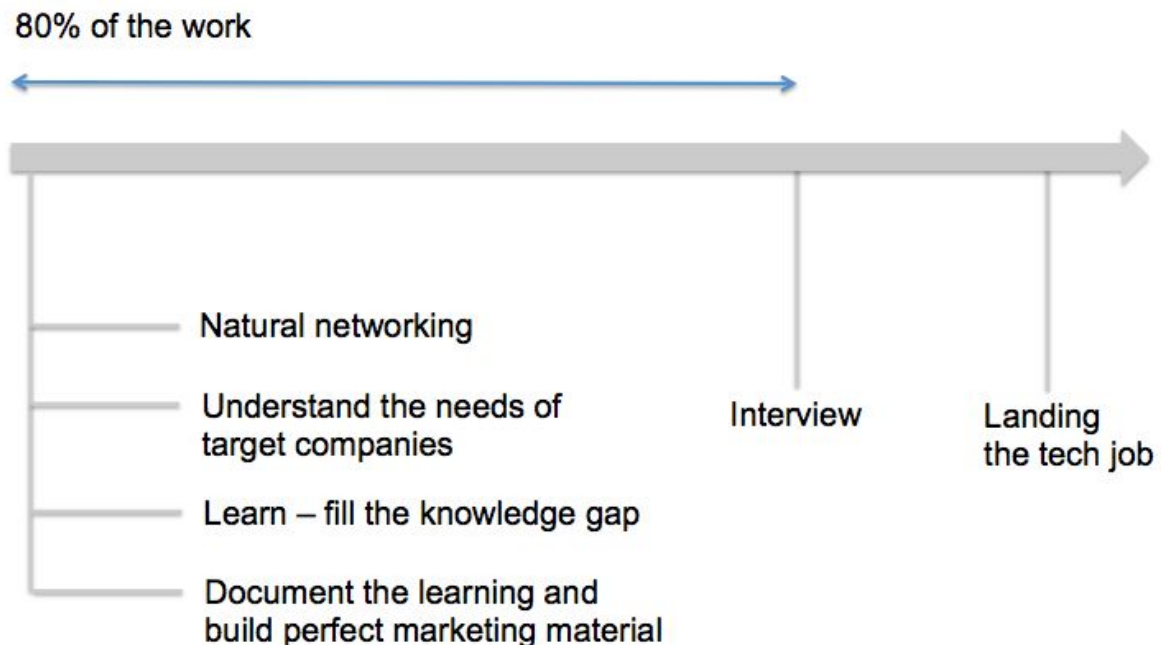 80% of the work
Natural networking
Understand the needs of
target companies
Learn – fill the knowledge gap
Document the learning and
build perfect marketing material
Interview
Landing
the tech job